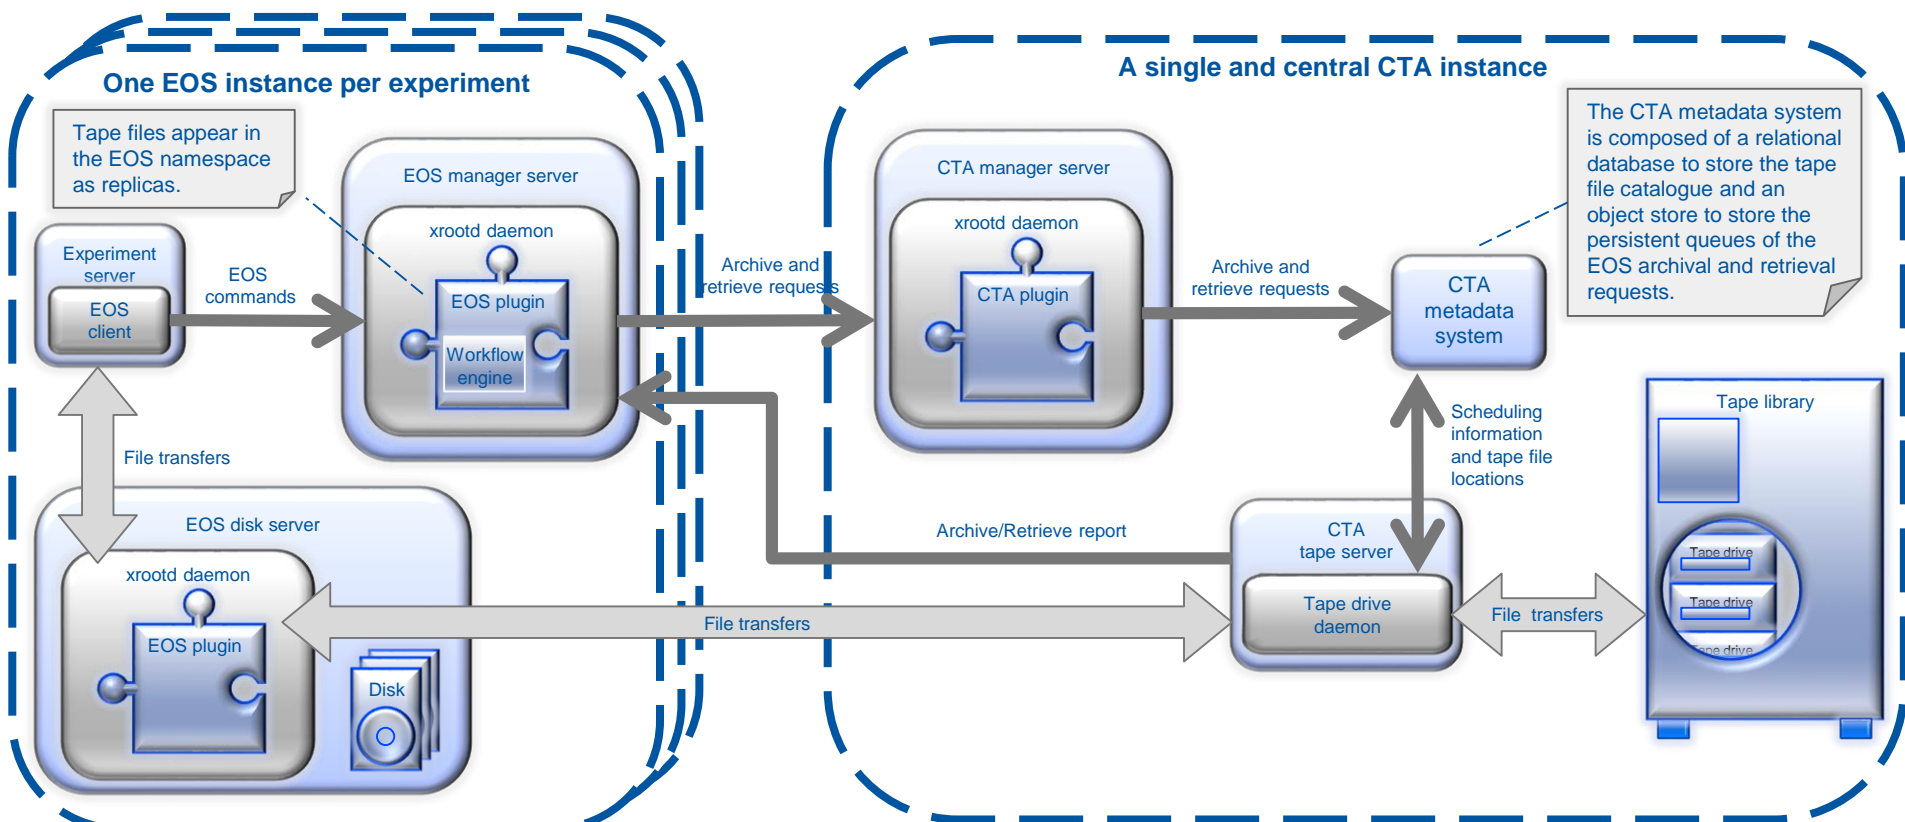 One EOS instance per experiment
A single and central CTA instance
Tape files appear in
the EOS namespace
as replicas.
The CTA metadata system
is composed of a relational
database to store the tape
file catalogue and an
object store to store the
persistent queues of the
EOS archival and retrieval
requests.
EOS manager server
xrootd daemon
EOS plugin
Workflow
engine
Experiment
server
EOS
client
EOS
commands
Archive and
retrieve requests
CTA manager server
xrootd daemon
CTA plugin
Archive and
retrieve requests
CTA
metadata
system
File transfers
Scheduling
information
and tape file
locations
Tape library
Tape drive
Tape drive
Tape drive
EOS disk server
xrootd daemon
EOS plugin
Disk
Archive/Retrieve report
File transfers
CTA
tape server
Tape drive
daemon
File transfers